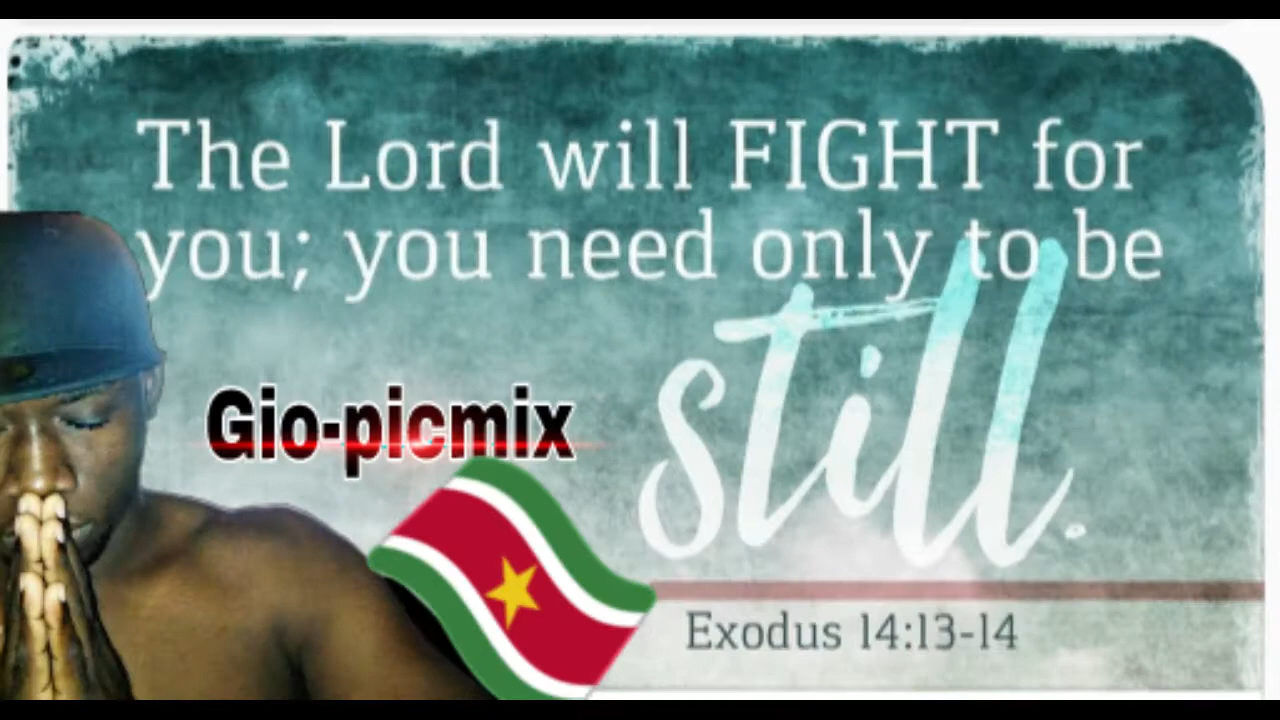 The Lord will FIGHT for
you; you need only to be
still.
Gio-picmix
Exodus 14:13-14